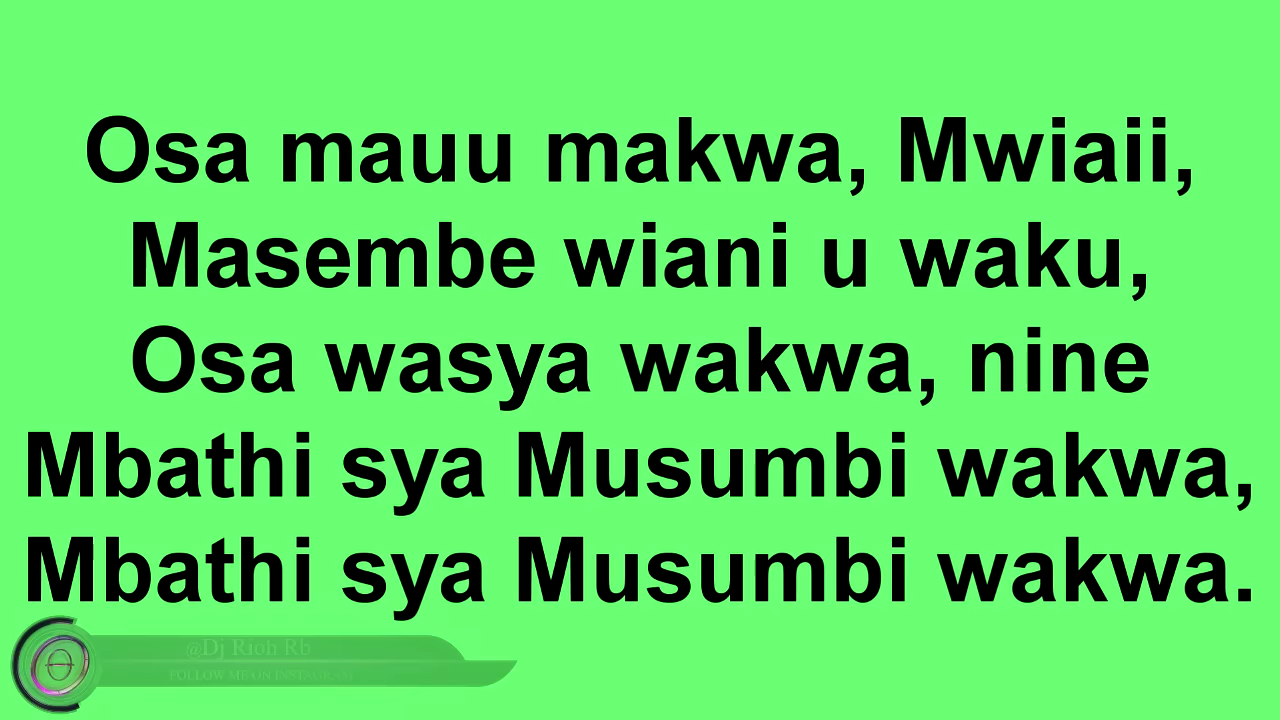 Osa mauu makwa, Mwiaii,
Masembe wiani u waku,
Osa wasya wakwa, nine
Mbathi sya Musumbi wakwa,
Mbathi sya Musumbi wakwa.
@Dj Rioh Rb
FOLLOW ME ON INSTAGRAM